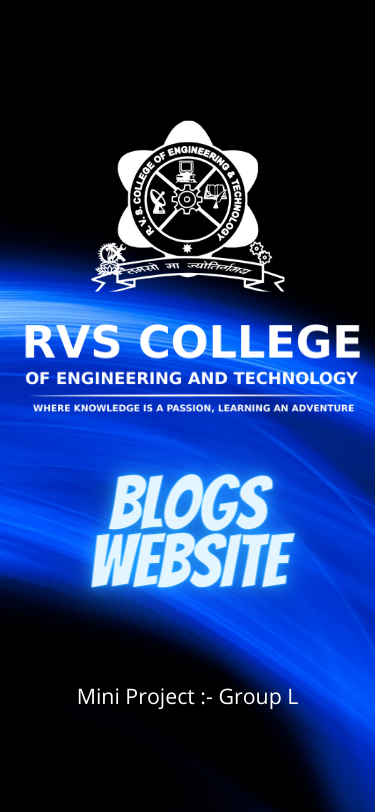 R.V.S. COLLEGE OF ENGINEERING & TECHNOLOGY
तमसो मा ज्योतिर्गमय
RVS COLLEGE
OF ENGINEERING AND TECHNOLOGY
WHERE KNOWLEDGE IS A PASSION, LEARNING AN ADVENTURE
BLOGS
WEBSITE
Mini Project :- Group L